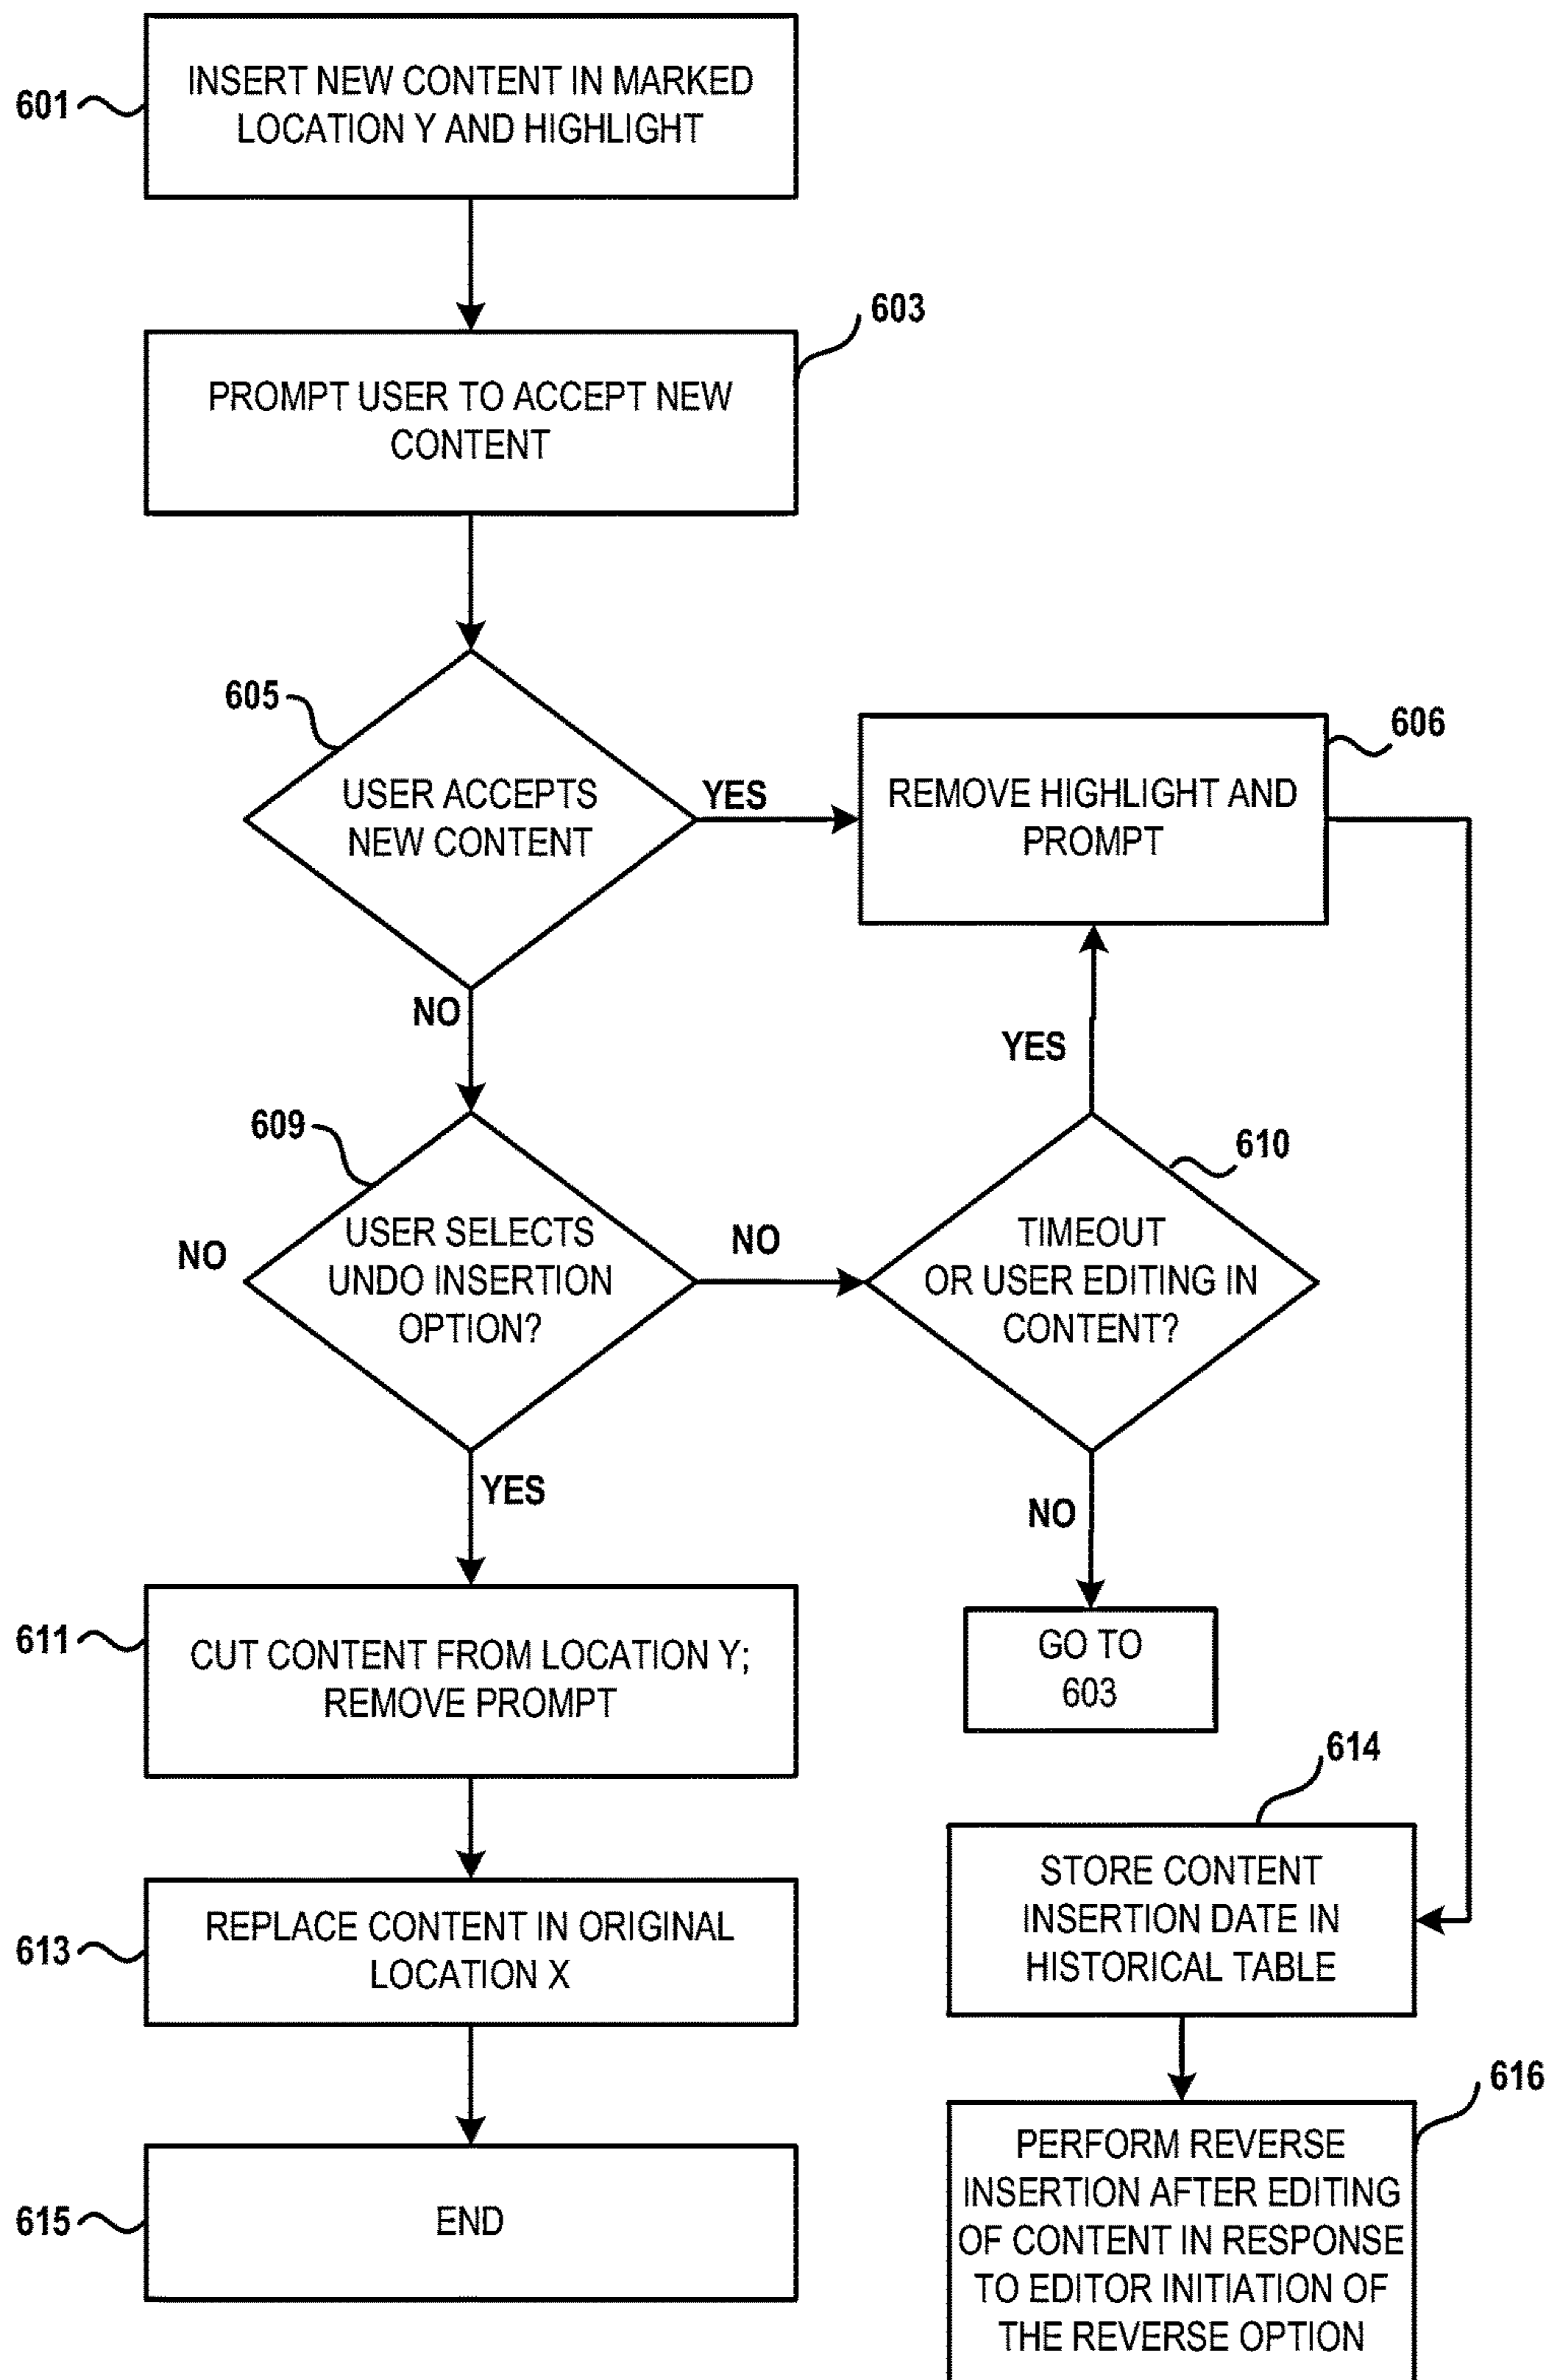 601
INSERT NEW CONTENT IN MARKED
LOCATION Y AND HIGHLIGHT
603
PROMPT USER TO ACCEPT NEW
CONTENT
605
USER ACCEPTS
NEW CONTENT
YES
606
REMOVE HIGHLIGHT AND
PROMPT
NO
YES
609
NO
USER SELECTS
UNDO INSERTION
OPTION?
NO
610
TIMEOUT
OR USER EDITING IN
CONTENT?
YES
NO
611
CUT CONTENT FROM LOCATION Y;
REMOVE PROMPT
GO TO
603
614
STORE CONTENT
INSERTION DATE IN
HISTORICAL TABLE
613
REPLACE CONTENT IN ORIGINAL
LOCATION X
616
PERFORM REVERSE
INSERTION AFTER EDITING
OF CONTENT IN RESPONSE
TO EDITOR INITIATION OF
THE REVERSE OPTION
615
END